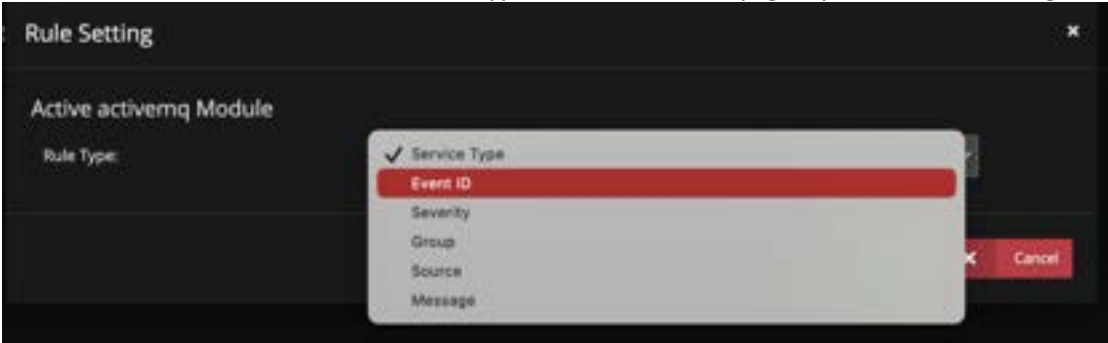 Rule Setting
Active activemq Module
Rule Type:
Service Type
Event ID
Severity
Group
Source
Message
Cancel